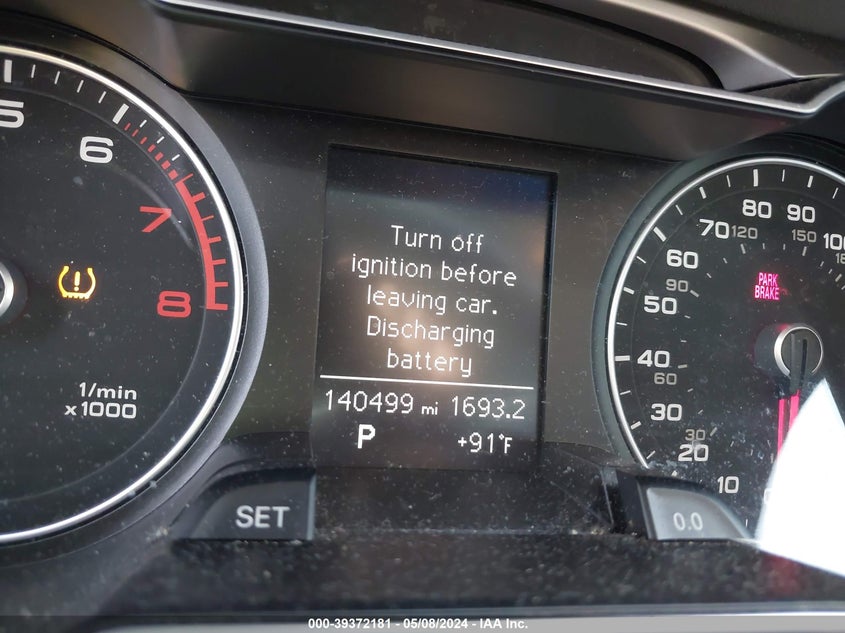 5
6
7
8
1/min
x1000
Turn off
ignition before
leaving car.
Discharging
battery
140499 mi 1693.2
P +91°F
SET
80 90
70 120 150 100
60
PARK
BRAKE
90
50
40
60
30
30
20
10
0.0
000-39372181 - 05/08/2024 - IAA Inc.